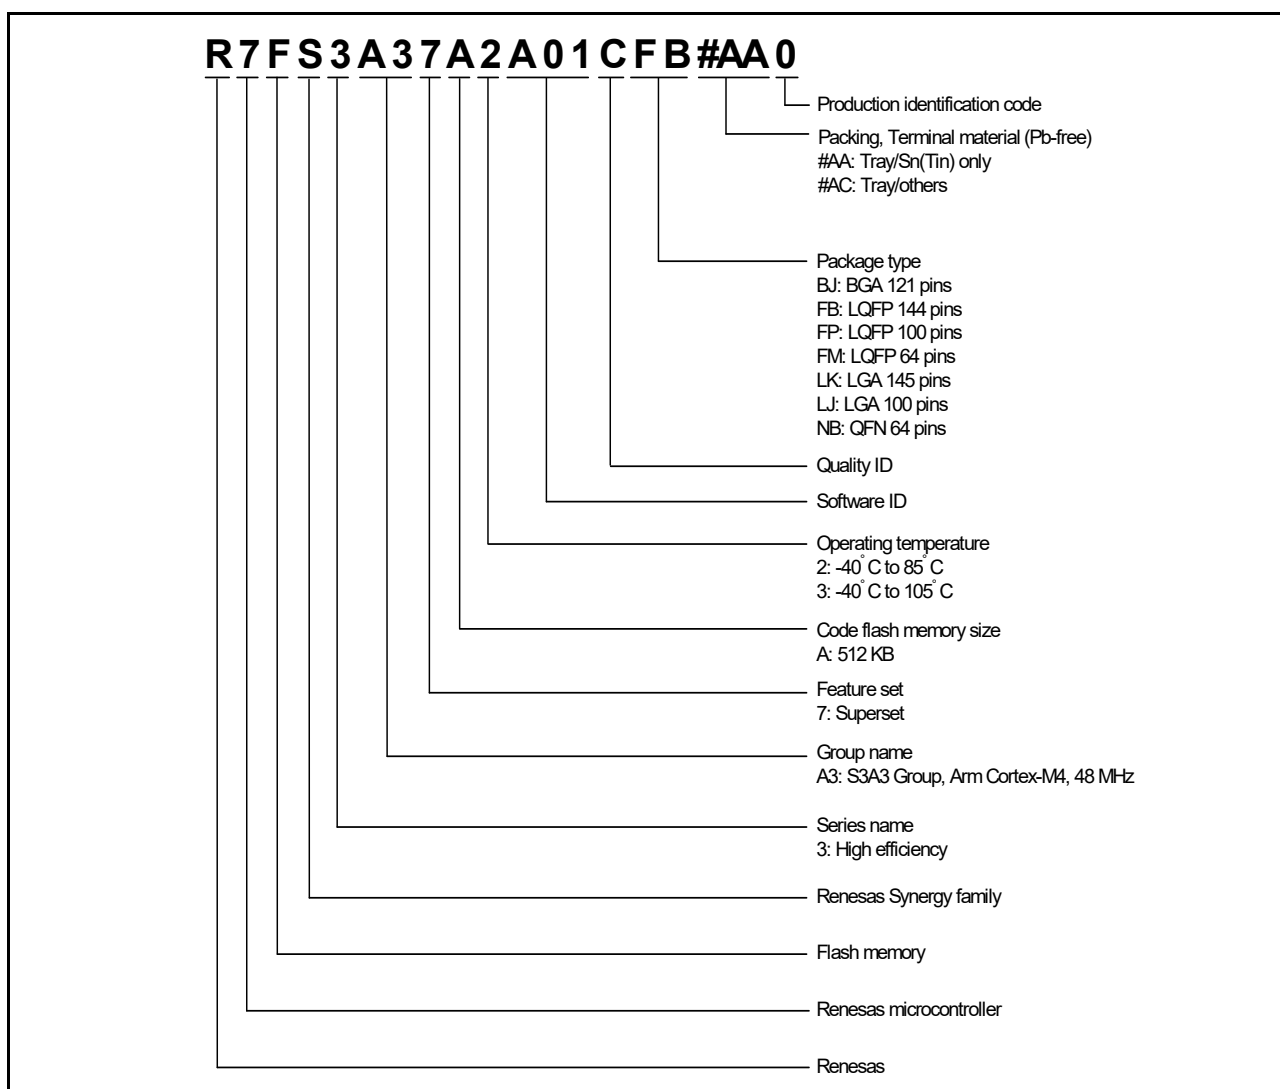 R7FS3A37A2A01CFB#AA0
Production identification code
Packing, Terminal material (Pb-free)
#AA: Tray/Sn(Tin) only
#AC: Tray/others
Package type
BJ: BGA 121 pins
FB: LQFP 144 pins
FP: LQFP 100 pins
FM: LQFP 64 pins
LK: LGA 145 pins
LJ: LGA 100 pins
NB: QFN 64 pins
Quality ID
Software ID
Operating temperature
2: -40°C to 85°C
3: -40°C to 105°C
Code flash memory size
A: 512 KB
Feature set
7: Superset
Group name
A3: S3A3 Group, Arm Cortex-M4, 48 MHz
Series name
3: High efficiency
Renesas Synergy family
Flash memory
Renesas microcontroller
Renesas